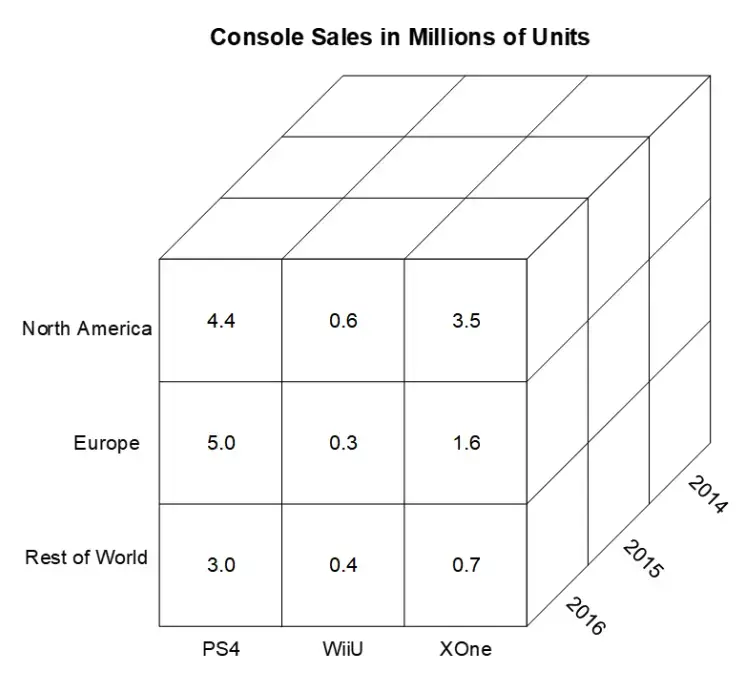 Console Sales in Millions of Units
North America 4.4 0.6 3.5
Europe 5.0 0.3 1.6
Rest of World 3.0 0.4 0.7
PS4 WiiU XOne
2016
2015
2014